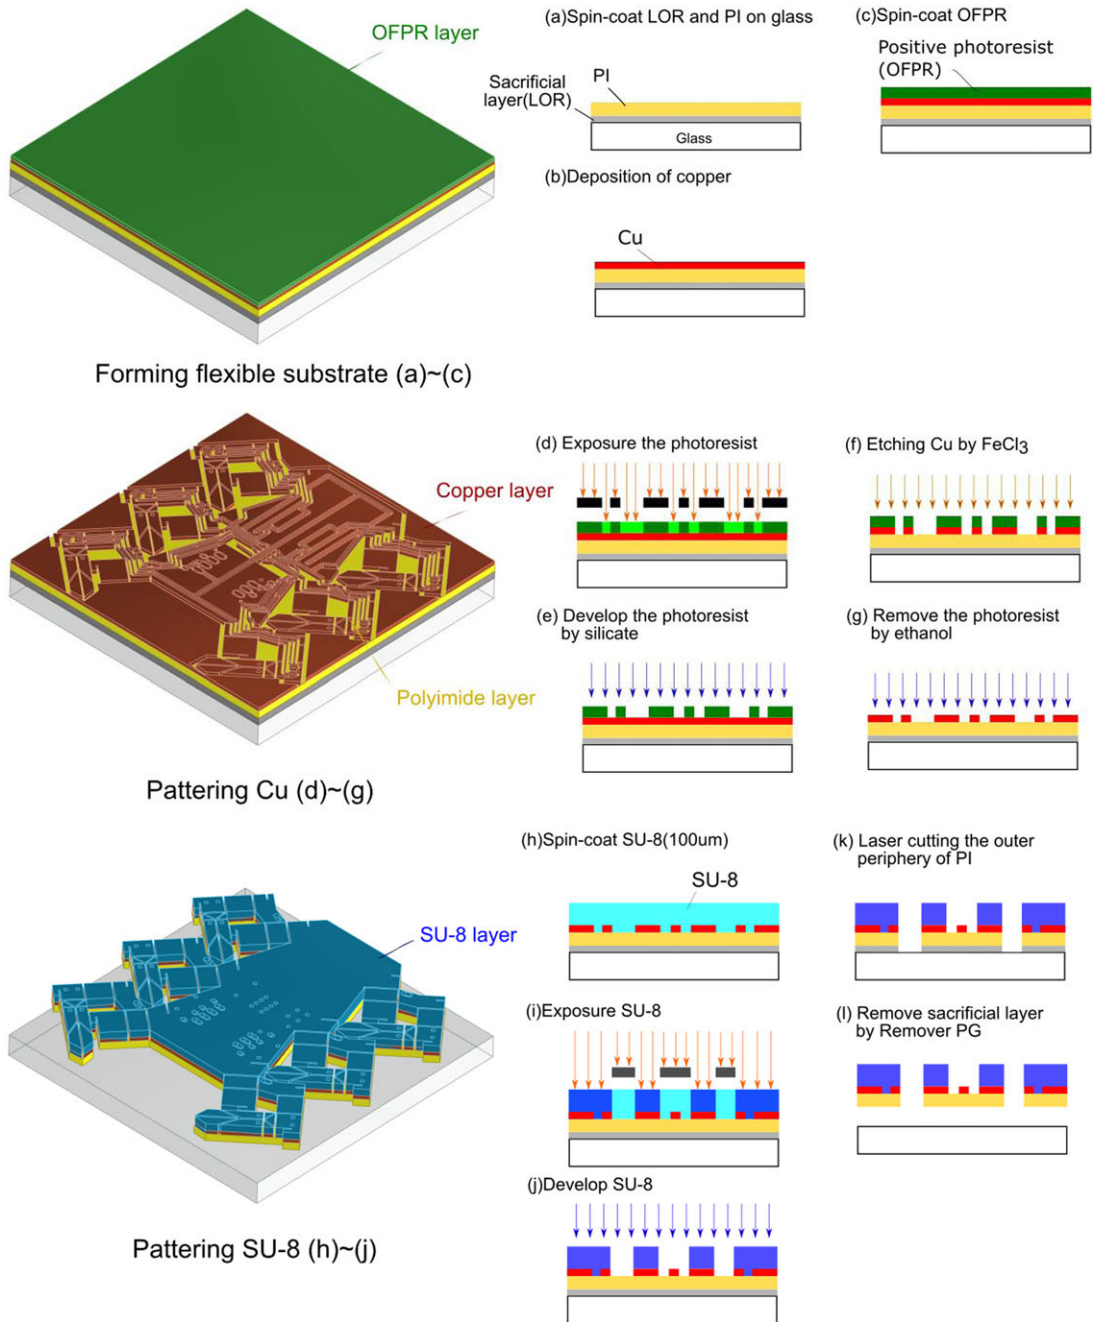 OFPR layer
Forming flexible substrate (a)~(c)
(a)Spin-coat LOR and PI on glass
Sacrificial
layer(LOR)
PI
Glass
(b)Deposition of copper
Cu
(c)Spin-coat OFPR
Positive photoresist
(OFPR)
Copper layer
Polyimide layer
Pattering Cu (d)~(g)
(d) Exposure the photoresist
(e) Develop the photoresist
by silicate
(f) Etching Cu by FeCl3
(g) Remove the photoresist
by ethanol
SU-8 layer
Pattering SU-8 (h)~(j)
(h)Spin-coat SU-8(100um)
SU-8
(i)Exposure SU-8
(j)Develop SU-8
(k) Laser cutting the outer
periphery of PI
(l) Remove sacrificial layer
by Remover PG